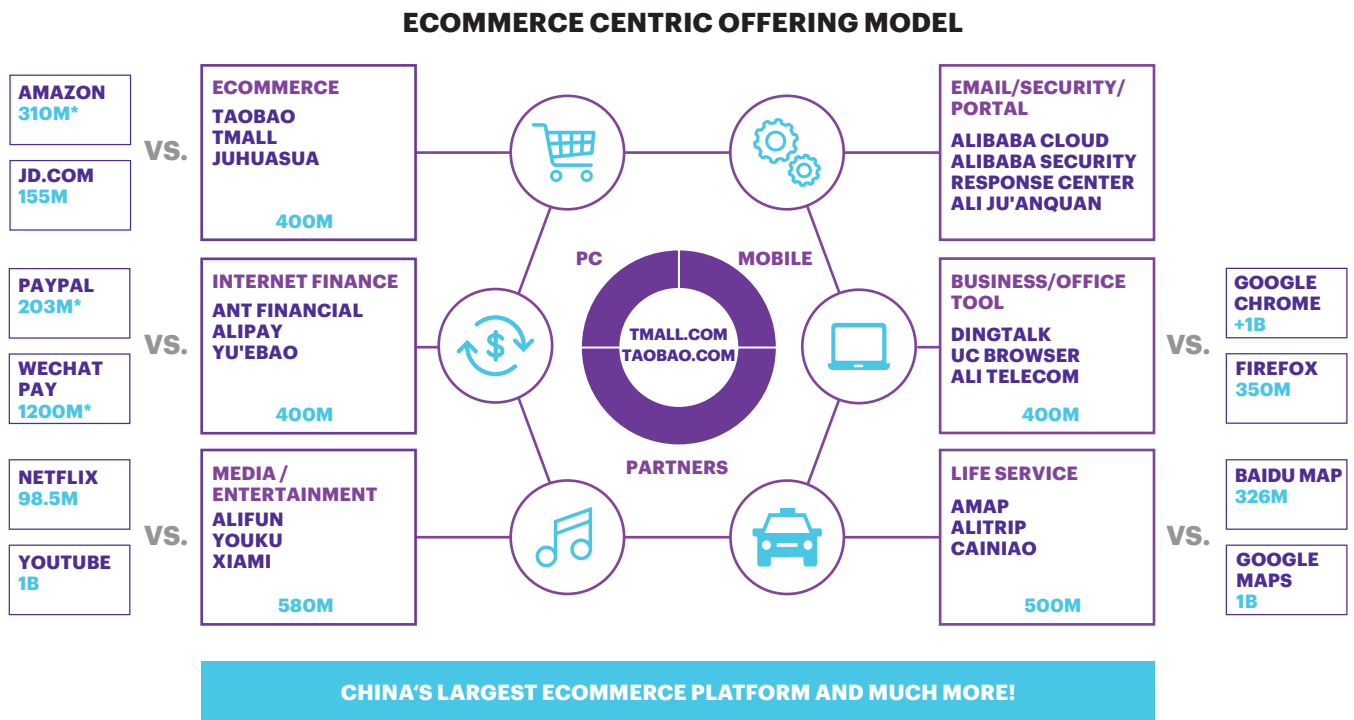 ECOMMERCE CENTRIC OFFERING MODEL
AMAZON
310M*
JD.COM
155M
VS.
ECOMMERCE
TAOBAO
TMALL
JUHUASUA
400M
EMAIL/SECURITY/
PORTAL
ALIBABA CLOUD
ALIBABA SECURITY
RESPONSE CENTER
ALI JU'ANQUAN
PAYPAL
203M*
WECHAT
PAY
1200M*
VS.
INTERNET FINANCE
ANT FINANCIAL
ALIPAY
YU'EBAO
400M
$
PC
MOBILE
TMALL.COM
TAOBAO.COM
PARTNERS
BUSINESS/OFFICE
TOOL
DINGTALK
UC BROWSER
ALI TELECOM
400M
VS.
GOOGLE
CHROME
+1B
FIREFOX
350M
NETFLIX
98.5M
YOUTUBE
1B
VS.
MEDIA /
ENTERTAINMENT
ALIFUN
YOUKU
XIAMI
580M
LIFE SERVICE
AMAP
ALITRIP
CAINIAO
500M
VS.
BAIDU MAP
326M
GOOGLE
MAPS
1B
CHINA'S LARGEST ECOMMERCE PLATFORM AND MUCH MORE!